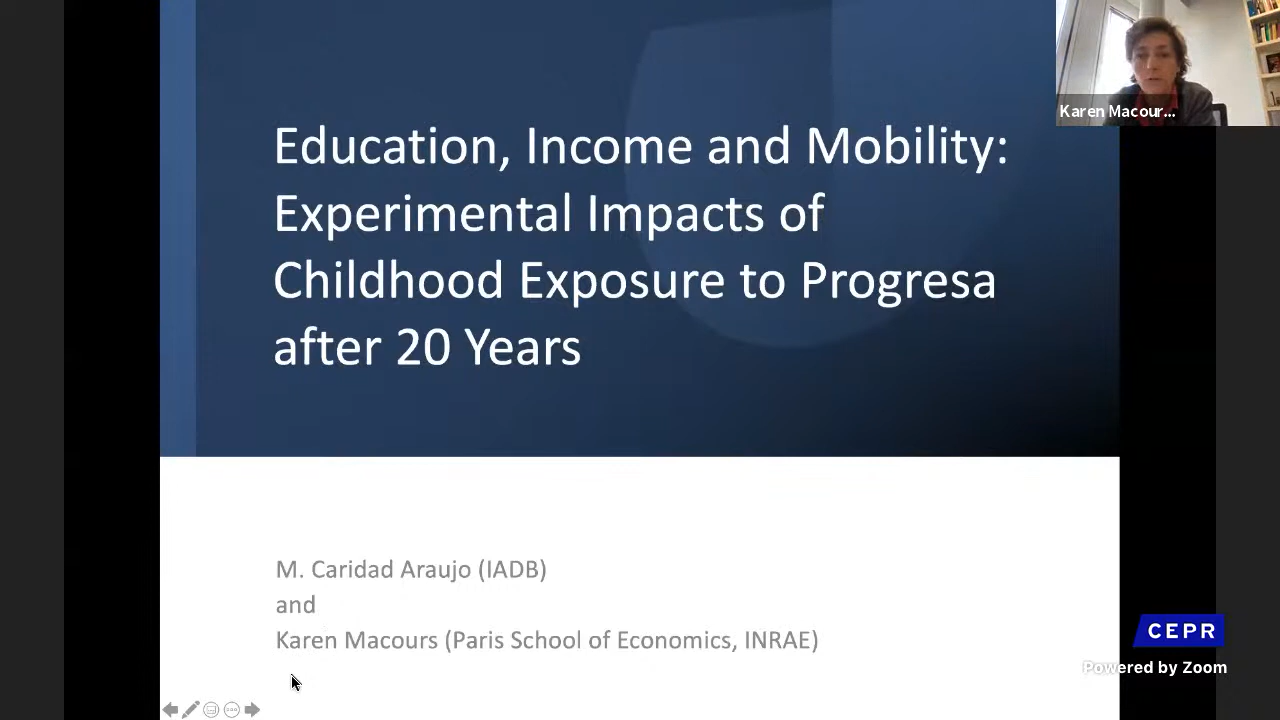 Education, Income and Mobility:
Experimental Impacts of
Childhood Exposure to Progresa
after 20 Years
M. Caridad Araujo (IADB)
and
Karen Macours (Paris School of Economics, INRAE)
Karen Macour...
CEPR
Powered by Zoom